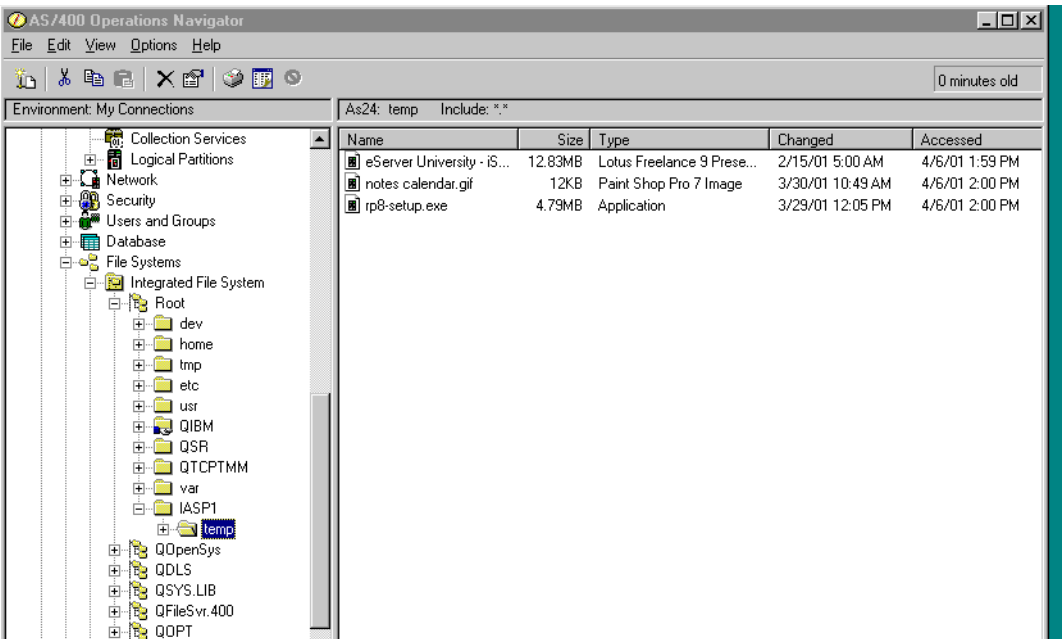 AS/400 Operations Navigator
File Edit View Options Help
0 minutes old
Environment: My Connections
As24: temp Include: *.*
Name Size Type Changed Accessed
eServer University - iS... 12.83MB Lotus Freelance 9 Prese... 2/15/01 5:00 AM 4/6/01 1:59 PM
notes calendar.gif 12KB Paint Shop Pro 7 Image 3/30/01 10:49 AM 4/6/01 2:00 PM
rp8-setup.exe 4.79MB Application 3/29/01 12:05 PM 4/6/01 2:00 PM
Collection Services
Logical Partitions
Network
Security
Users and Groups
Database
File Systems
Integrated File System
Root
dev
home
tmp
etc
usr
QIBM
QSR
QTCPTMM
var
IASP1
temp
QOpenSys
QDLS
QSYS.LIB
QFileSvr.400
QOPT